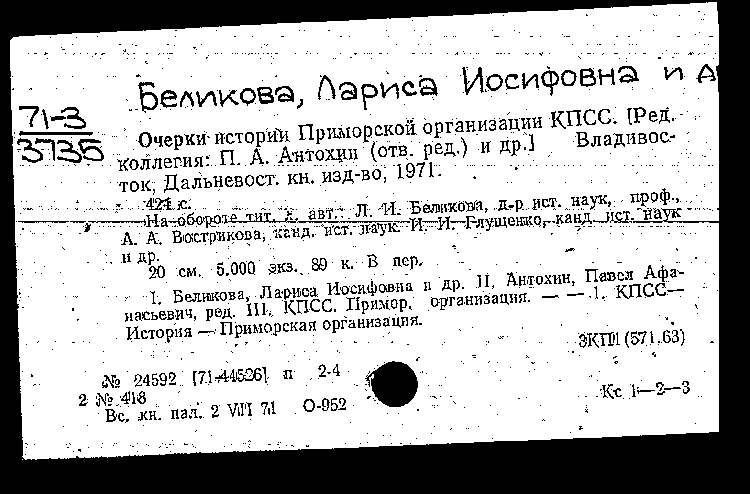 Беликова, Лариса Иосифовна и д
71-3
3735
Очерки истории Приморской организации КПСС. [Ред.
коллегия: П. А. Антохин (отв. ред.) и др.] Владивос-
ток, Дальневост. кн. изд-во, 1971.
424 с.
На обороте тит. л. авт.: Л. И. Беликова, д-р ист. наук, проф.,
А. А. Вострикова, канд. ист. наук И. И. Глущенко, канд. ист. наук
и др.
20 см. 5.000 экз. 89 к. В пер.
I. Беликова, Лариса Иосифовна и др. II. Антохин, Павел Афа-
насьевич, ред. III. КПСС. Примор. организация. — — 1. КПСС—
История — Приморская организация.
ЗКП1 (571.63)
№ 24592 [71-44526] п 2-4
2 № 418
Вс. кн. пал. 2 VIII 71 О-952
Кс 1—2—3